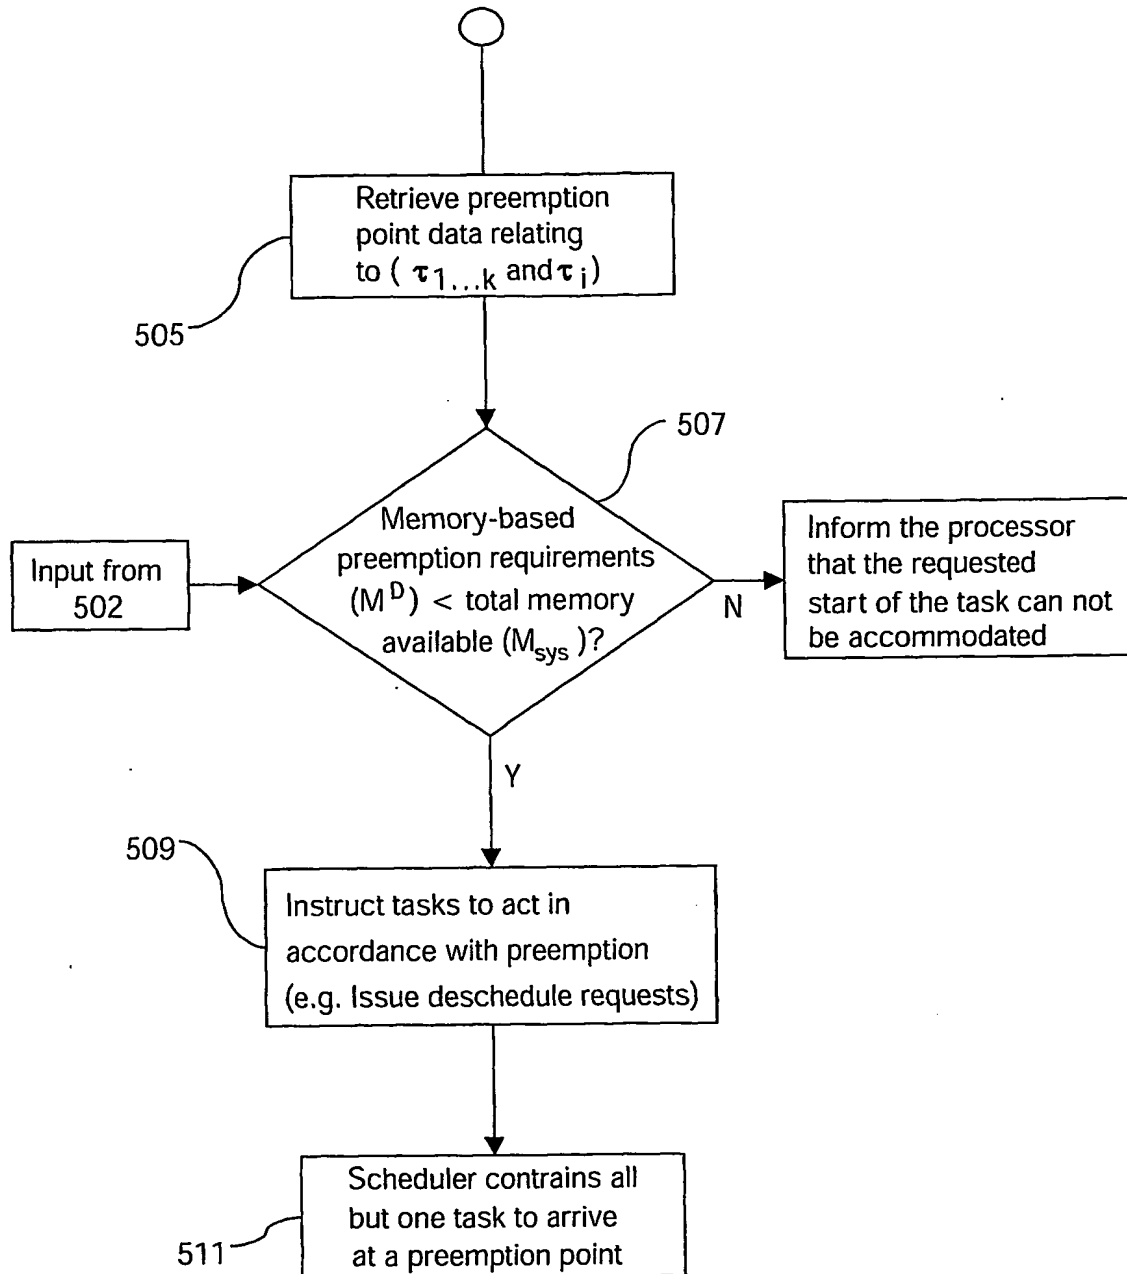 Retrieve preemption
point data relating
to ( τ1...k and τi)
505
507
Memory-based
preemption requirements
(M^D) < total memory
available (Msys)?
Input from
502
N
Inform the processor
that the requested
start of the task can not
be accommodated
Y
509
Instruct tasks to act in
accordance with preemption
(e.g. Issue deschedule requests)
Scheduler contrains all
but one task to arrive
at a preemption point
511